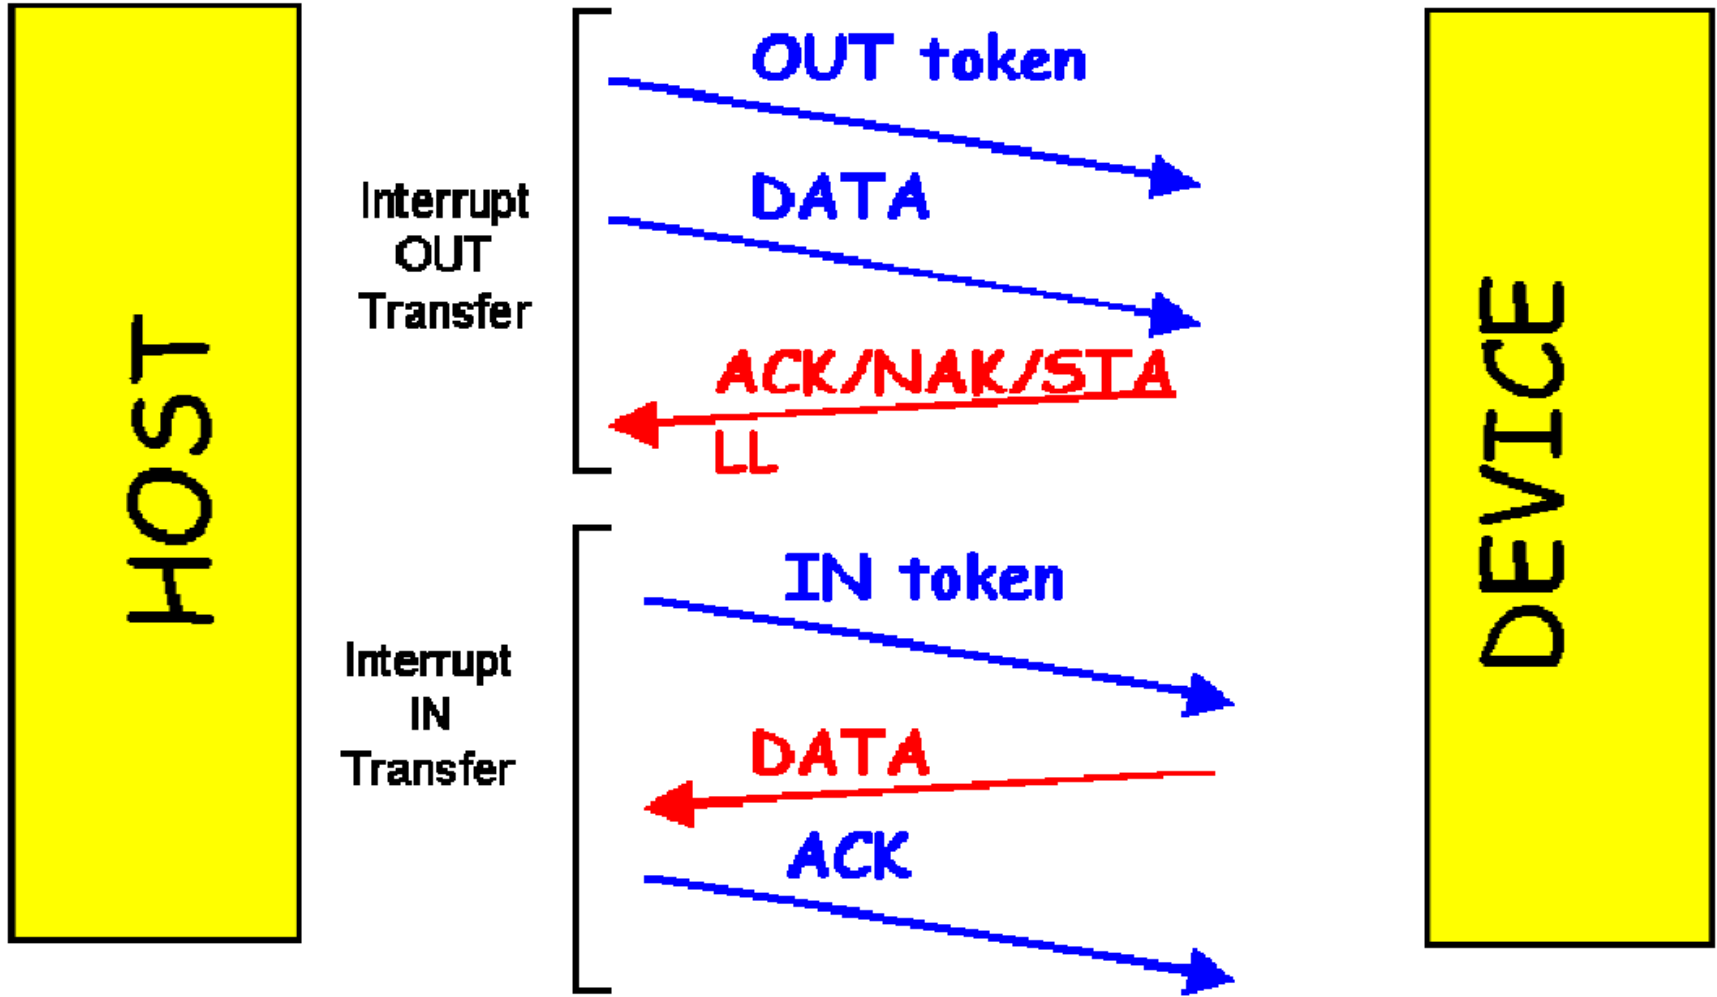 HOST
Interrupt
OUT
Transfer
OUT token
DATA
ACK/NAK/STA
LL
Interrupt
IN
Transfer
IN token
DATA
ACK
DEVICE